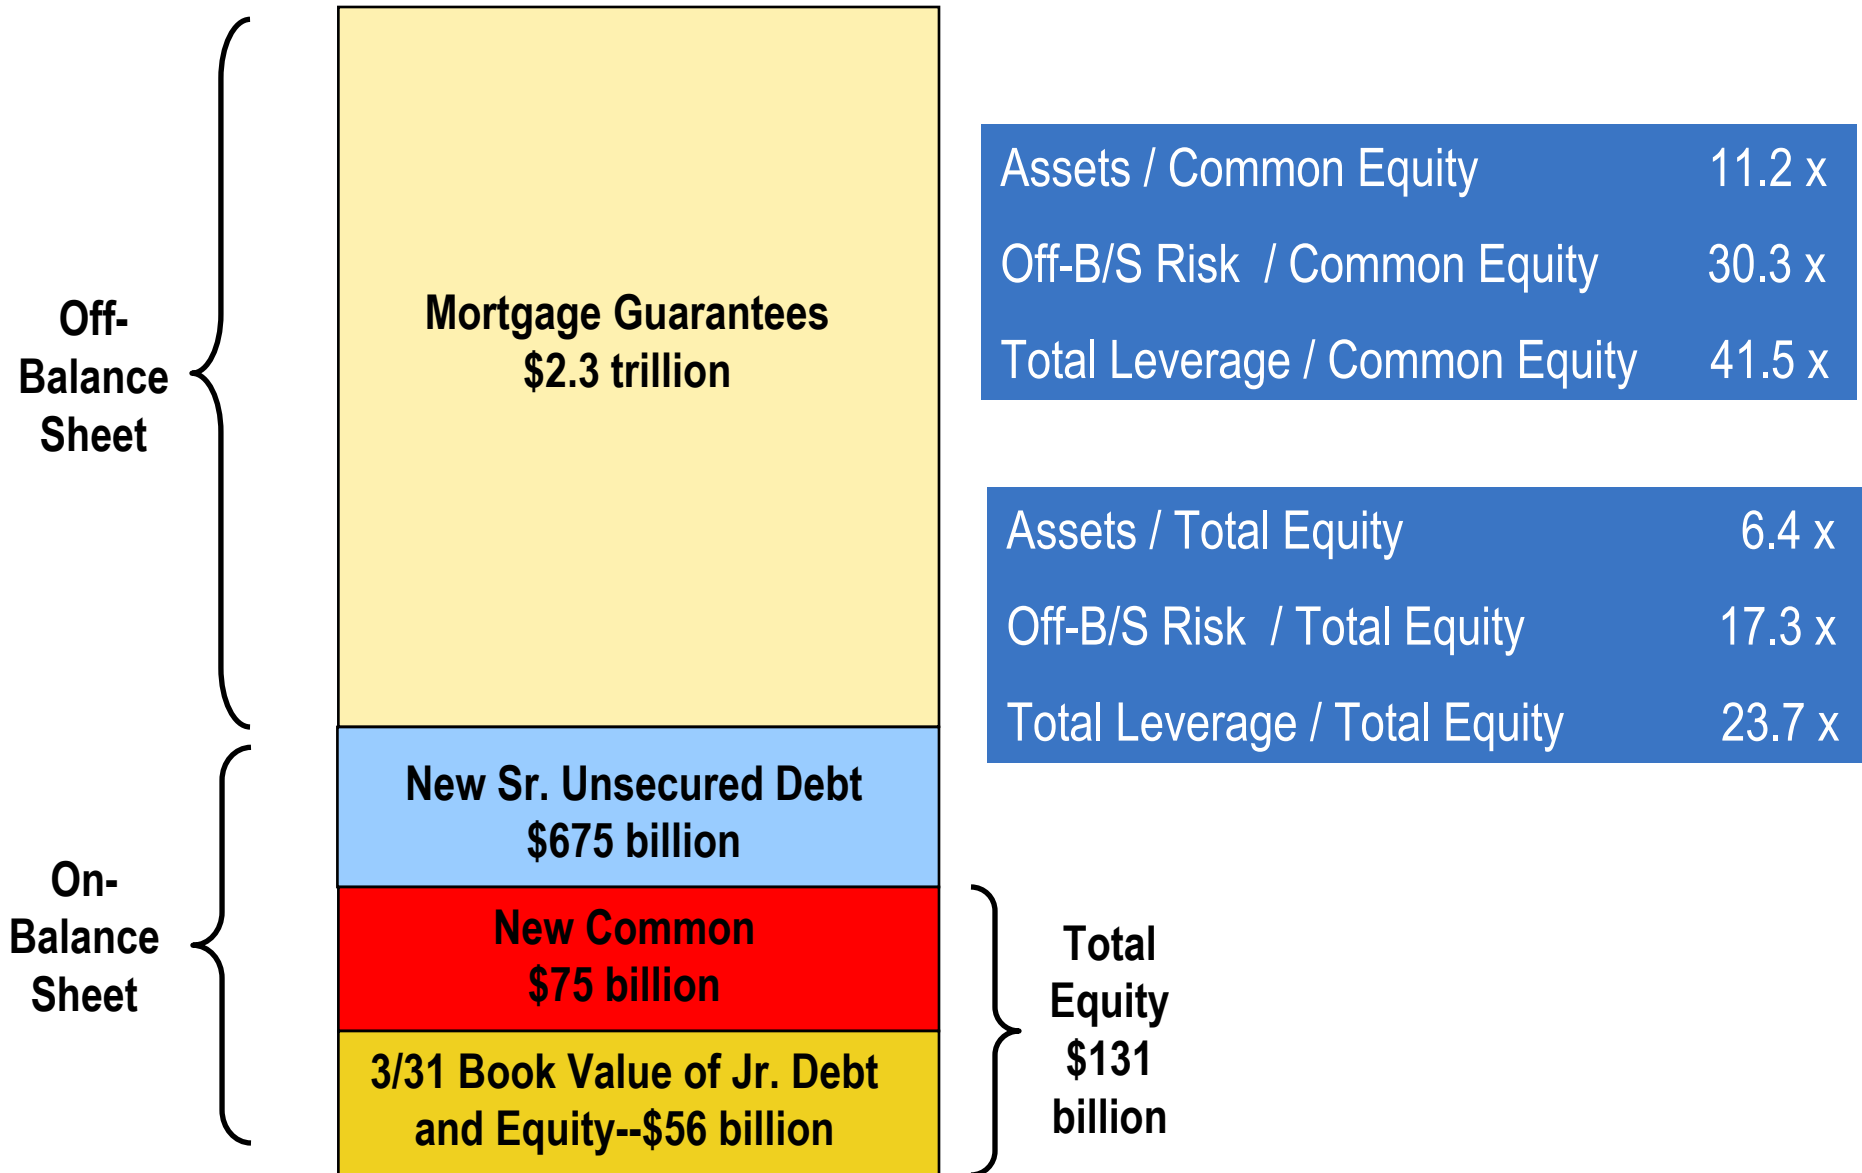 Off-
Balance
Sheet
Mortgage Guarantees
$2.3 trillion
Assets / Common Equity 11.2 x
Off-B/S Risk / Common Equity 30.3 x
Total Leverage / Common Equity 41.5 x
Assets / Total Equity 6.4 x
Off-B/S Risk / Total Equity 17.3 x
Total Leverage / Total Equity 23.7 x
On-
Balance
Sheet
New Sr. Unsecured Debt
$675 billion
New Common
$75 billion
3/31 Book Value of Jr. Debt
and Equity--$56 billion
Total
Equity
$131
billion